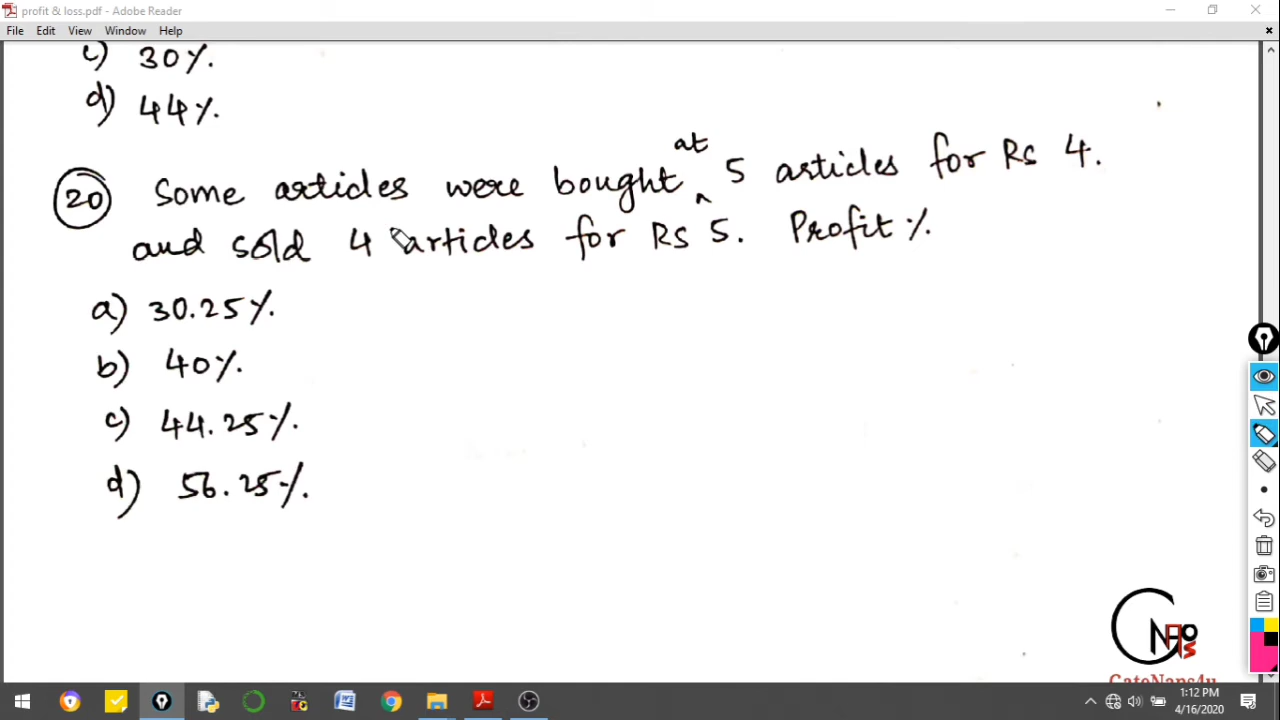 profit & loss.pdf - Adobe Reader
File Edit View Window Help
c) 30%.
d) 44%.
at
20 Some articles were bought ^ 5 articles for Rs 4.
and sold 4 articles for Rs 5. Profit %.
a) 30.25%.
b) 40%.
c) 44.25%.
d) 56.25%.
GateNaps4u
1:12 PM
4/16/2020